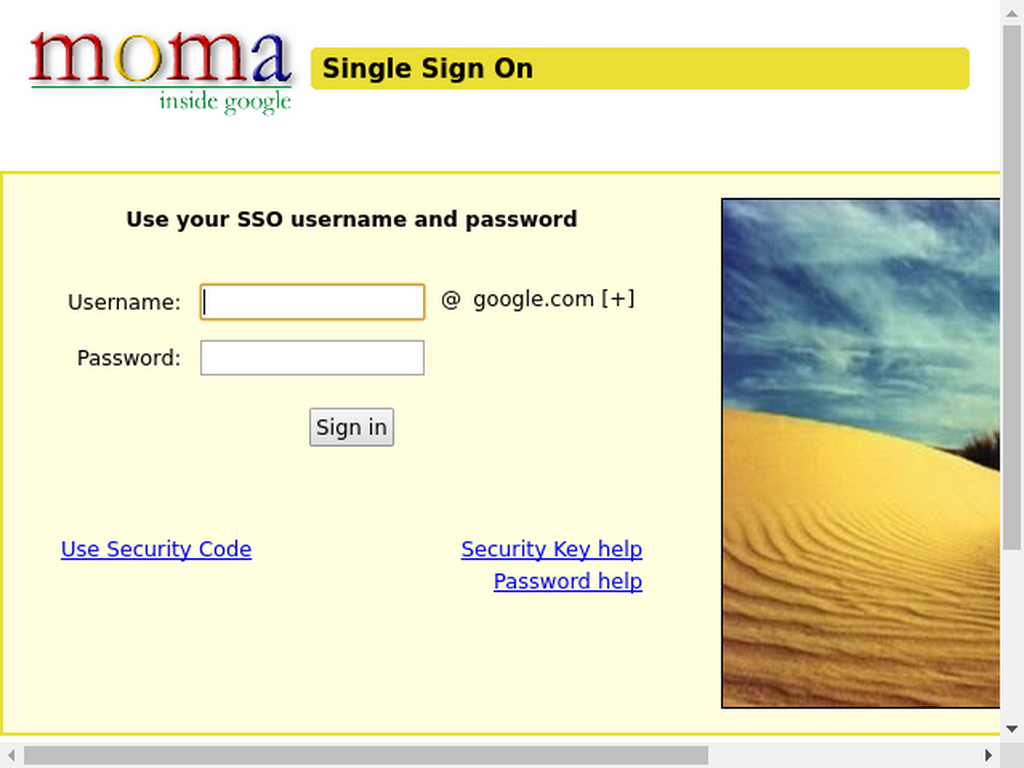 moma
inside google
Single Sign On
Use your SSO username and password
Username: @ google.com [+]
Password:
Sign in
Use Security Code Security Key help
Password help